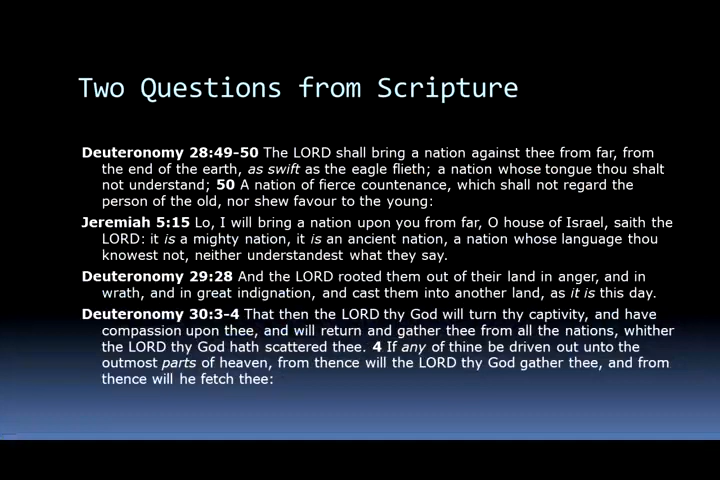 Two Questions from Scripture
Deuteronomy 28:49-50 The LORD shall bring a nation against thee from far, from
the end of the earth, as swift as the eagle flieth; a nation whose tongue thou shalt
not understand; 50 A nation of fierce countenance, which shall not regard the
person of the old, nor shew favour to the young:
Jeremiah 5:15 Lo, I will bring a nation upon you from far, O house of Israel, saith the
LORD: it is a mighty nation, it is an ancient nation, a nation whose language thou
knowest not, neither understandest what they say.
Deuteronomy 29:28 And the LORD rooted them out of their land in anger, and in
wrath, and in great indignation, and cast them into another land, as it is this day.
Deuteronomy 30:3-4 That then the LORD thy God will turn thy captivity, and have
compassion upon thee, and will return and gather thee from all the nations, whither
the LORD thy God hath scattered thee. 4 If any of thine be driven out unto the
outmost parts of heaven, from thence will the LORD thy God gather thee, and from
thence will he fetch thee: